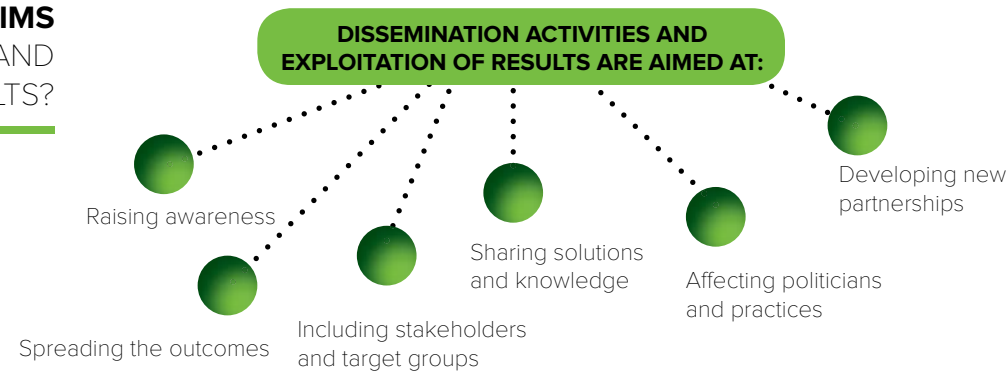 IMS
AND
LTS?
DISSEMINATION ACTIVITIES AND
EXPLOITATION OF RESULTS ARE AIMED AT:
Raising awareness
Spreading the outcomes
Including stakeholders
and target groups
Sharing solutions
and knowledge
Affecting politicians
and practices
Developing new
partnerships